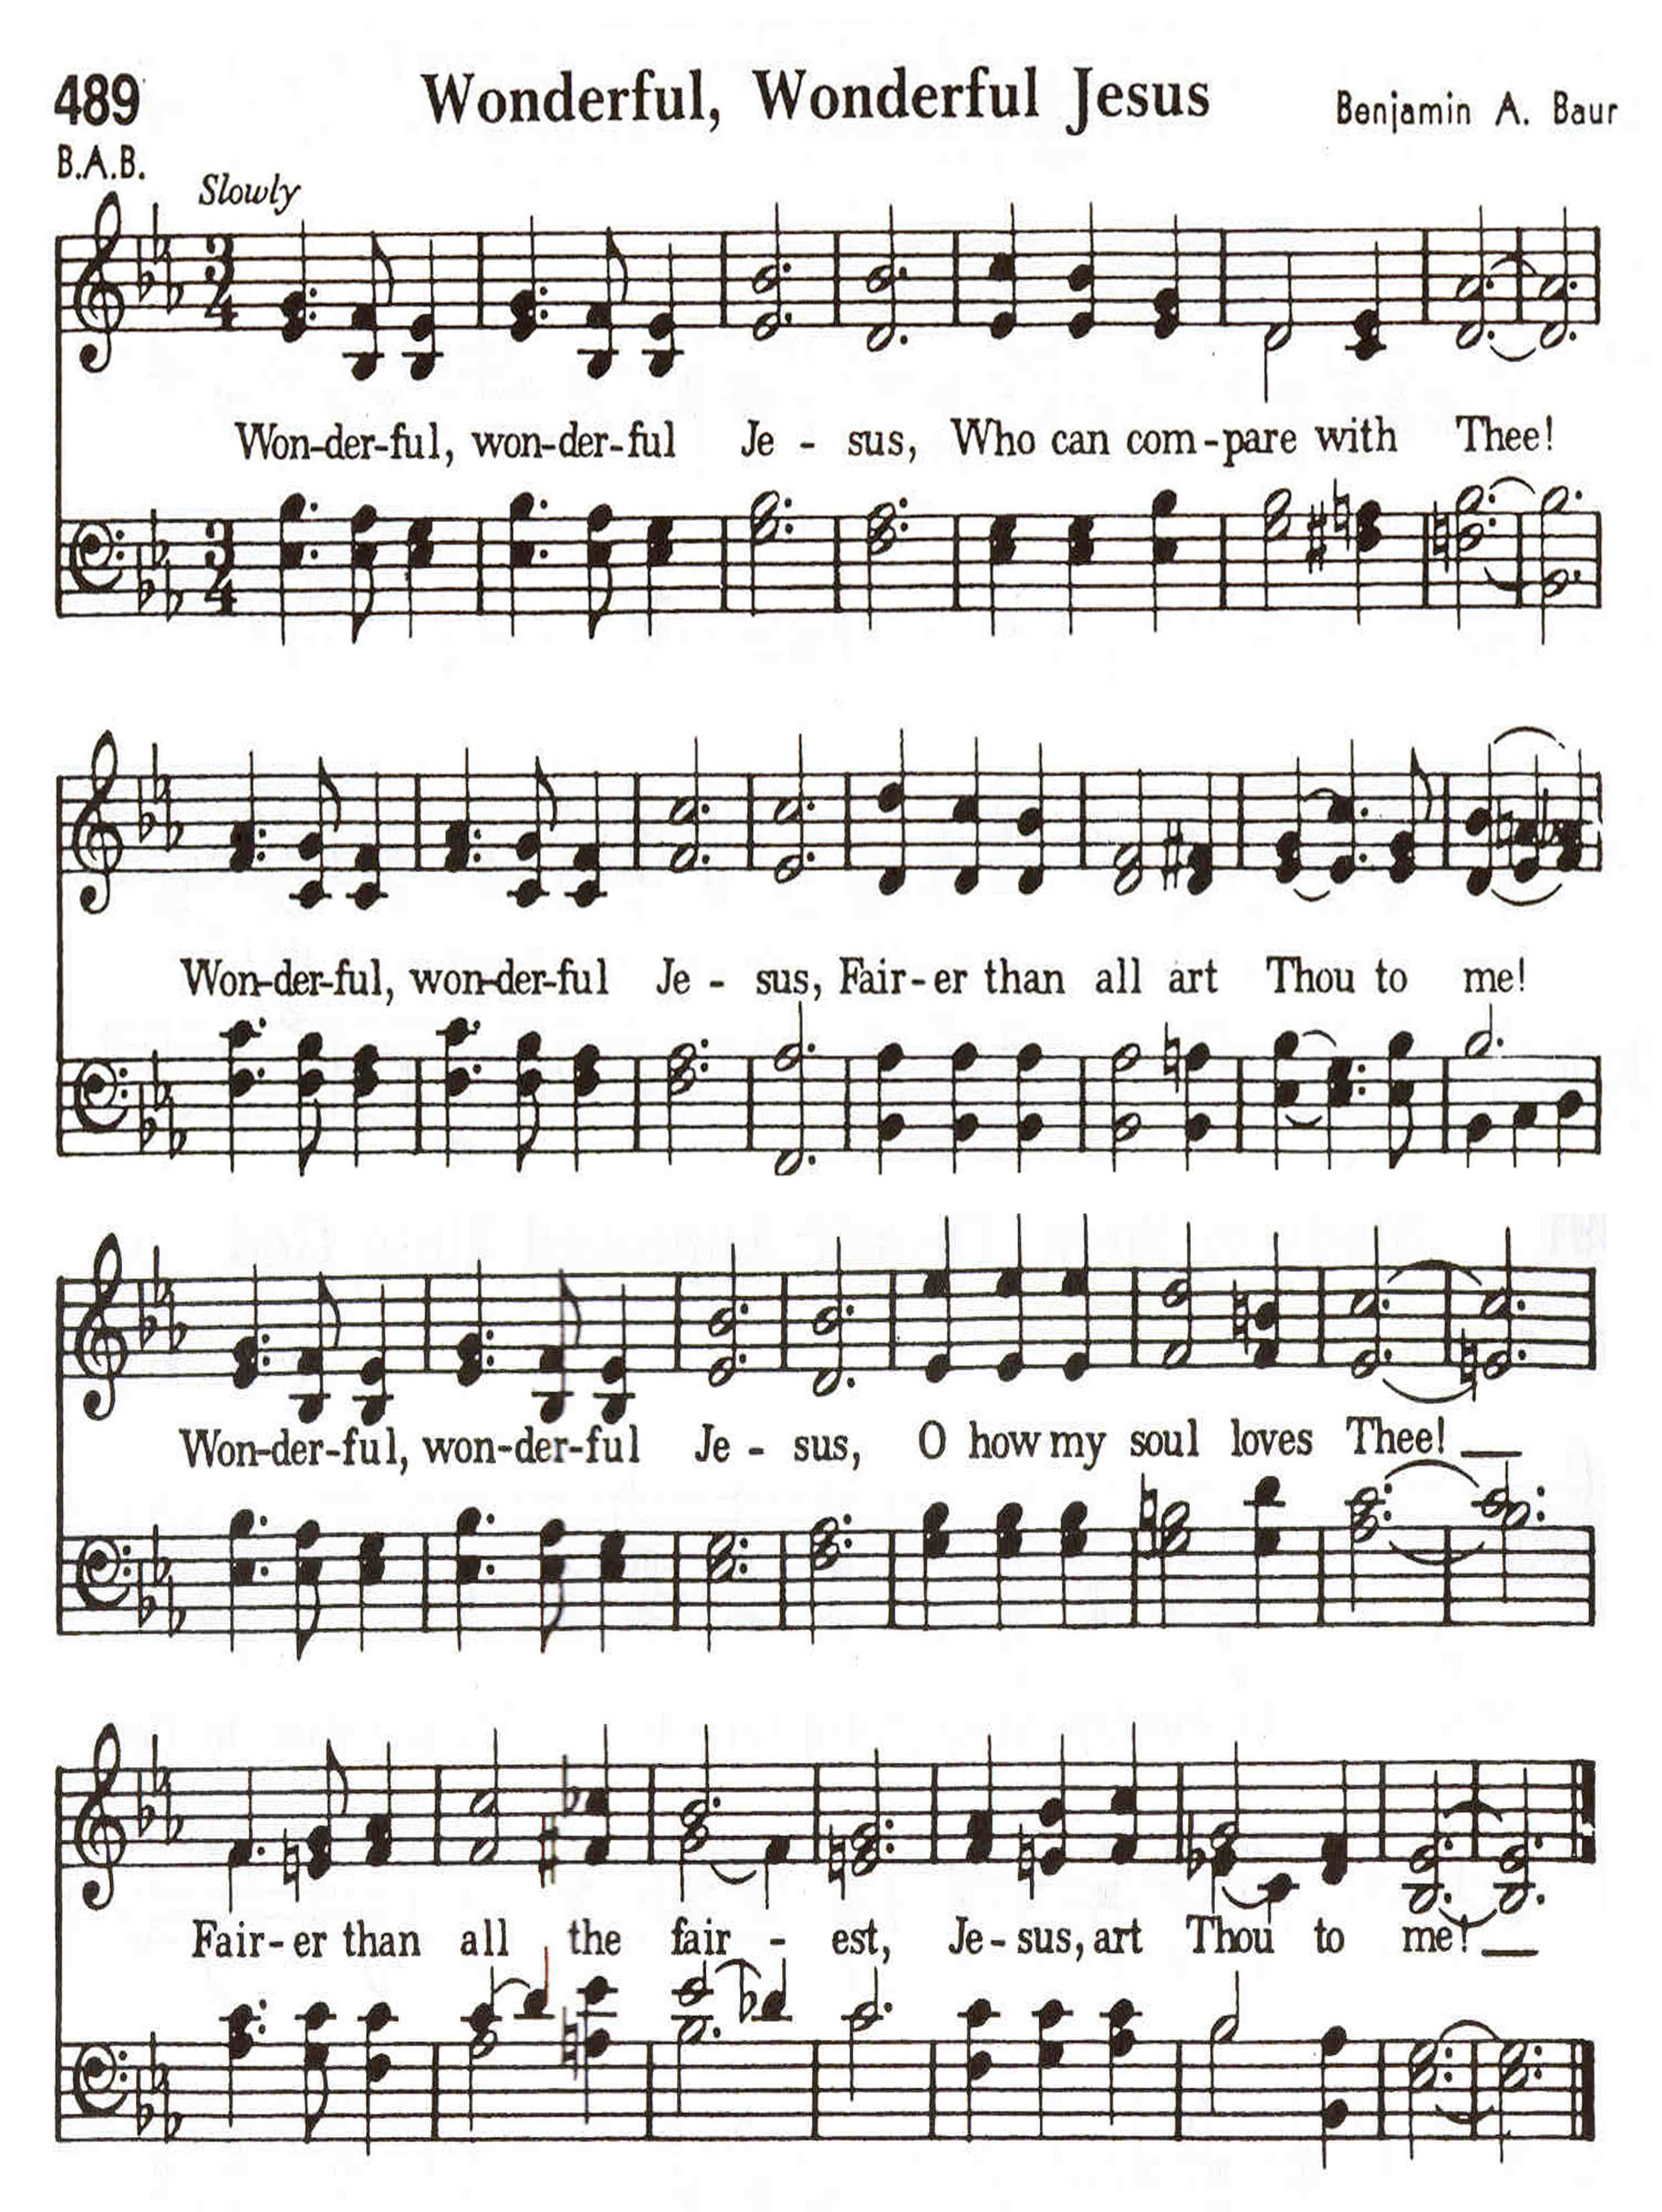 489 Wonderful, Wonderful Jesus Benjamin A. Baur
B.A.B.
Slowly
3 4
Won-der-ful, won-der-ful Je - sus, Who can com-pare with Thee!
3 4
Won-der-ful, won-der-ful Je - sus, Fair-er than all art Thou to me!
Won-der-ful, won-der-ful Je - sus, O how my soul loves Thee!
Fair-er than all the fair - est, Je-sus, art Thou to me!